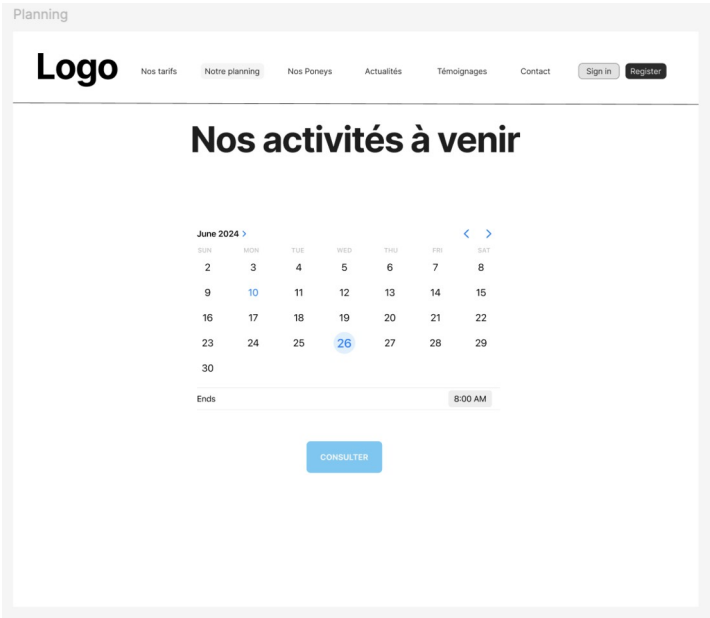 Planning
Logo Nos tarifs Notre planning Nos Poneys Actualités Témoignages Contact Sign in Register
Nos activités à venir
June 2024 >
SUN MON TUE WED THU FRI SAT
2 3 4 5 6 7 8
9 10 11 12 13 14 15
16 17 18 19 20 21 22
23 24 25 26 27 28 29
30
Ends 8:00 AM
CONSULTER